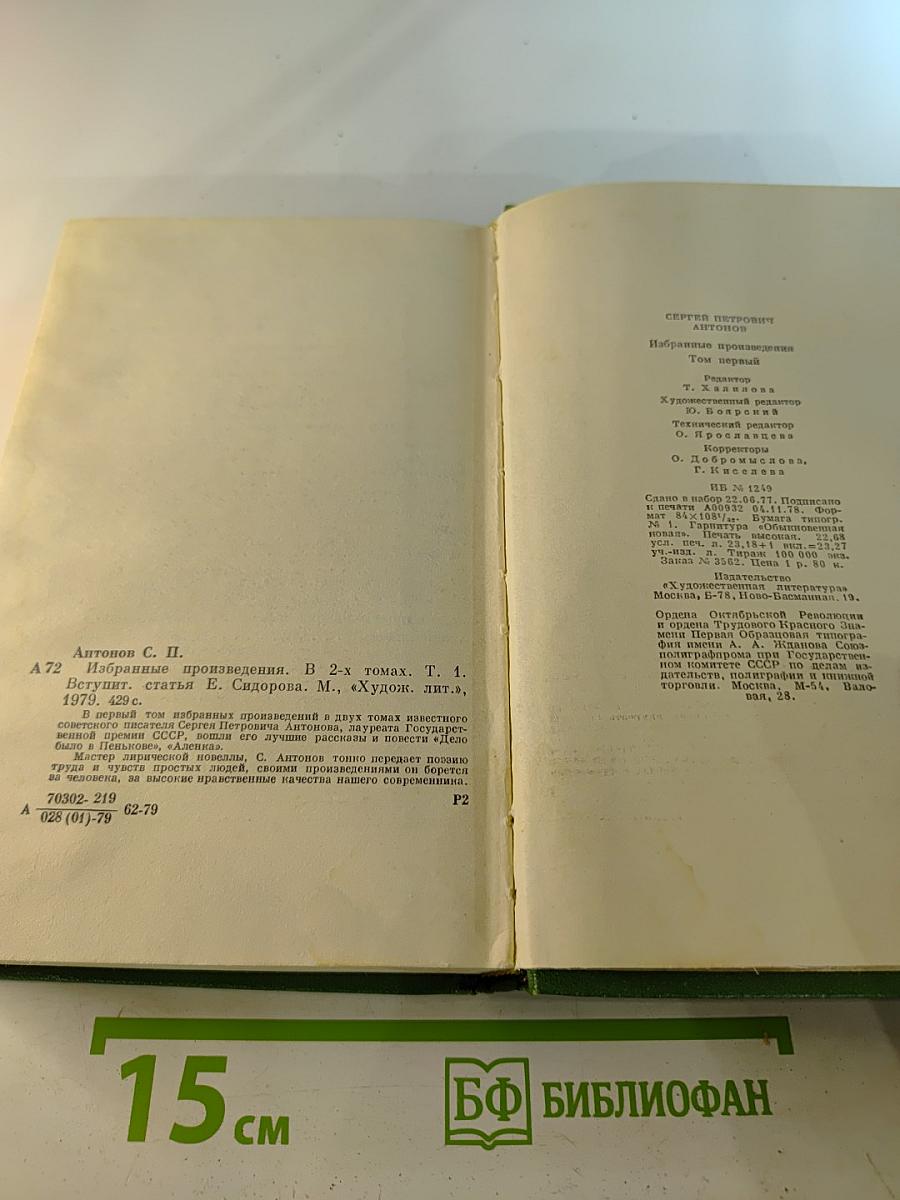 Антонов С. П.
А72 Избранные произведения. В 2-х томах. Т. 1.
Вступит. статья Е. Сидорова. М., «Худож. лит.»,
1979. 429 с.
В первый том избранных произведений в двух томах известного
советского писателя Сергея Петровича Антонова, лауреата Государст-
венной премии СССР, вошли его лучшие рассказы и повести «Дело
было в Пенькове», «Аленка».
Мастер лирической новеллы, С. Антонов тонко передает поэзию
труда и чувств простых людей, своими произведениями он борется
за человека, за высокие нравственные качества нашего современника.
А 70302-219
028 (01)-79 62-79 Р2
СЕРГЕЙ ПЕТРОВИЧ
АНТОНОВ
Избранные произведения
Том первый
Редактор
Т. Халилова
Художественный редактор
Ю. Боярский
Технический редактор
О. Ярославцева
Корректоры
О. Добромыслова,
Г. Киселева
ИБ № 1249
Сдано в набор 22.06.77. Подписано
к печати А00932 04.11.78. Фор-
мат 84×108¹/₃₂. Бумага типогр.
№ 1. Гарнитура «Обыкновенная
новая». Печать высокая. 22,68
усл. печ. л. 23,18+1 вкл.=23,27
уч.-изд. л. Тираж 100 000 экз.
Заказ № 3562. Цена 1 р. 80 к.
Издательство
«Художественная литература»
Москва, Б-78, Ново-Басманная, 19.
Ордена Октябрьской Революции
и ордена Трудового Красного Зна-
мени Первая Образцовая типогра-
фия имени А. А. Жданова Союз-
полиграфпрома при Государствен-
ном комитете СССР по делам из-
дательств, полиграфии и книжной
торговли. Москва, М-54, Вало-
вая, 28.
15 см
БФ БИБЛИОФАН